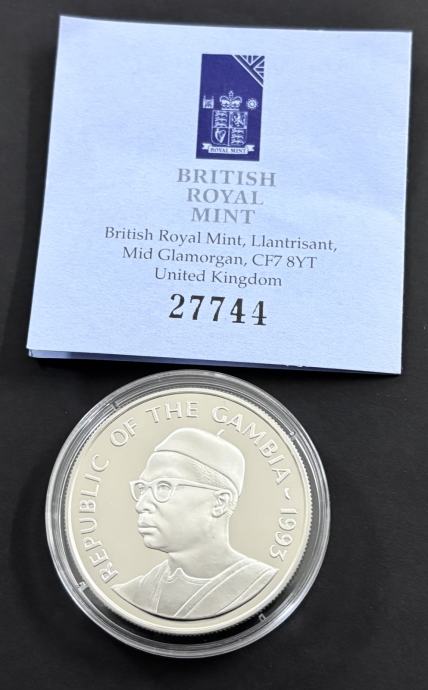 ROYAL MINT
BRITISH
ROYAL
MINT
British Royal Mint, Llantrisant,
Mid Glamorgan, CF7 8YT
United Kingdom
27744
REPUBLIC OF THE GAMBIA ~ 1993